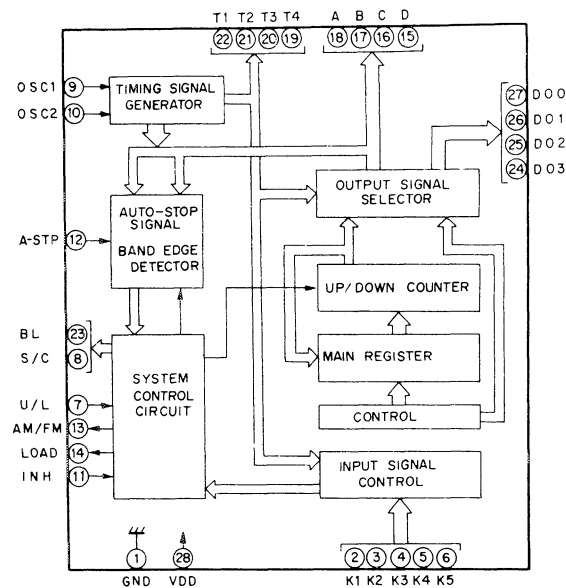 T1 T2 T3 T4 A B C D
22 21 20 19 18 17 16 15
OSC1 9
OSC2 10
TIMING SIGNAL
GENERATOR
27 DO0
26 DO1
25 DO2
24 DO3
OUTPUT SIGNAL
SELECTOR
A-STP 12
AUTO-STOP
SIGNAL
BAND EDGE
DETECTOR
UP/DOWN COUNTER
BL 23
S/C 8
MAIN REGISTER
SYSTEM
CONTROL
CIRCUIT
U/L 7
AM/FM 13
LOAD 14
INH 11
CONTROL
INPUT SIGNAL
CONTROL
1 28 2 3 4 5 6
GND VDD K1 K2 K3 K4 K5